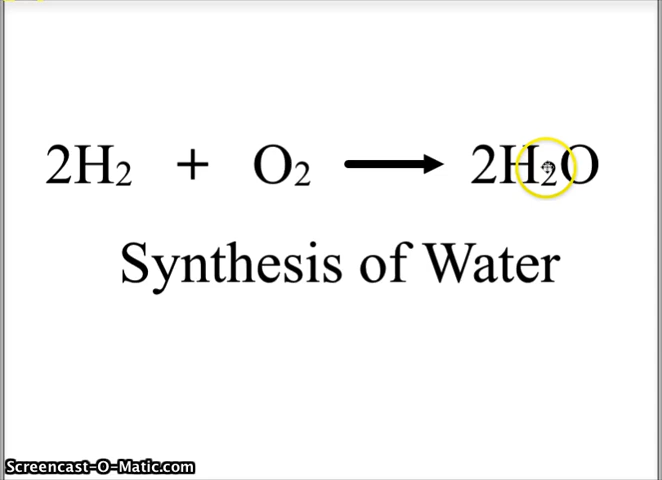 2H₂ + O₂ ⟶ 2H₂O
Synthesis of Water
Screencast-O-Matic.com